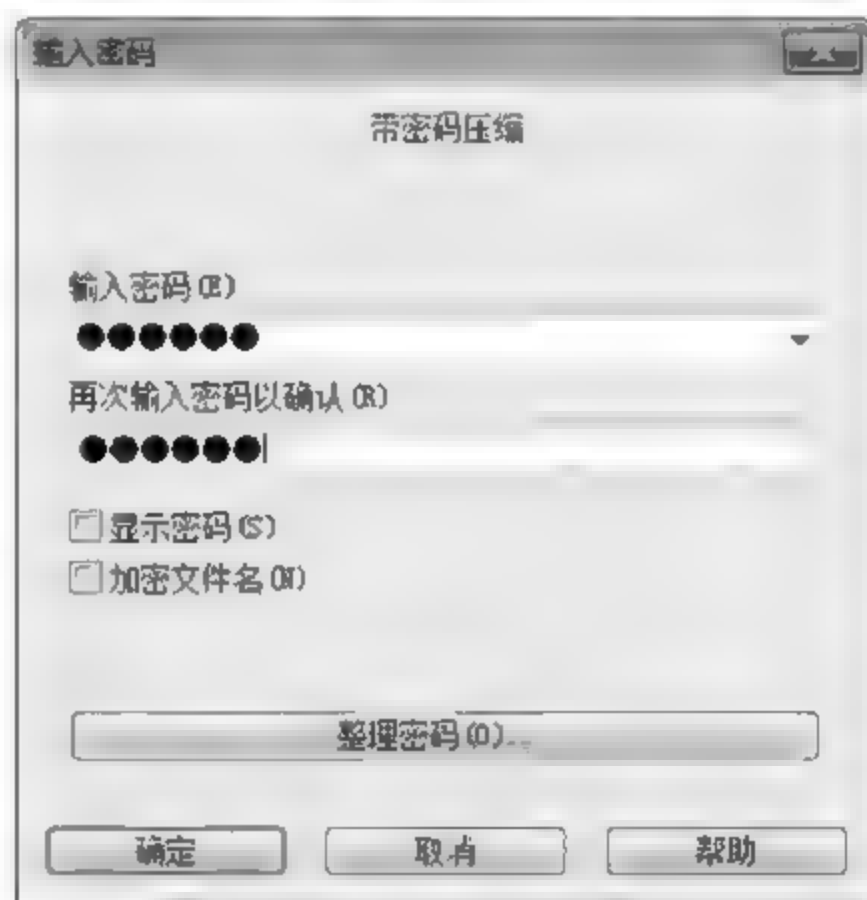 输入密码
带密码压缩
输入密码(E)
●●●●●●
再次输入密码以确认(R)
●●●●●●
显示密码(S)
加密文件名(N)
整理密码(O)...
确定
取消
帮助